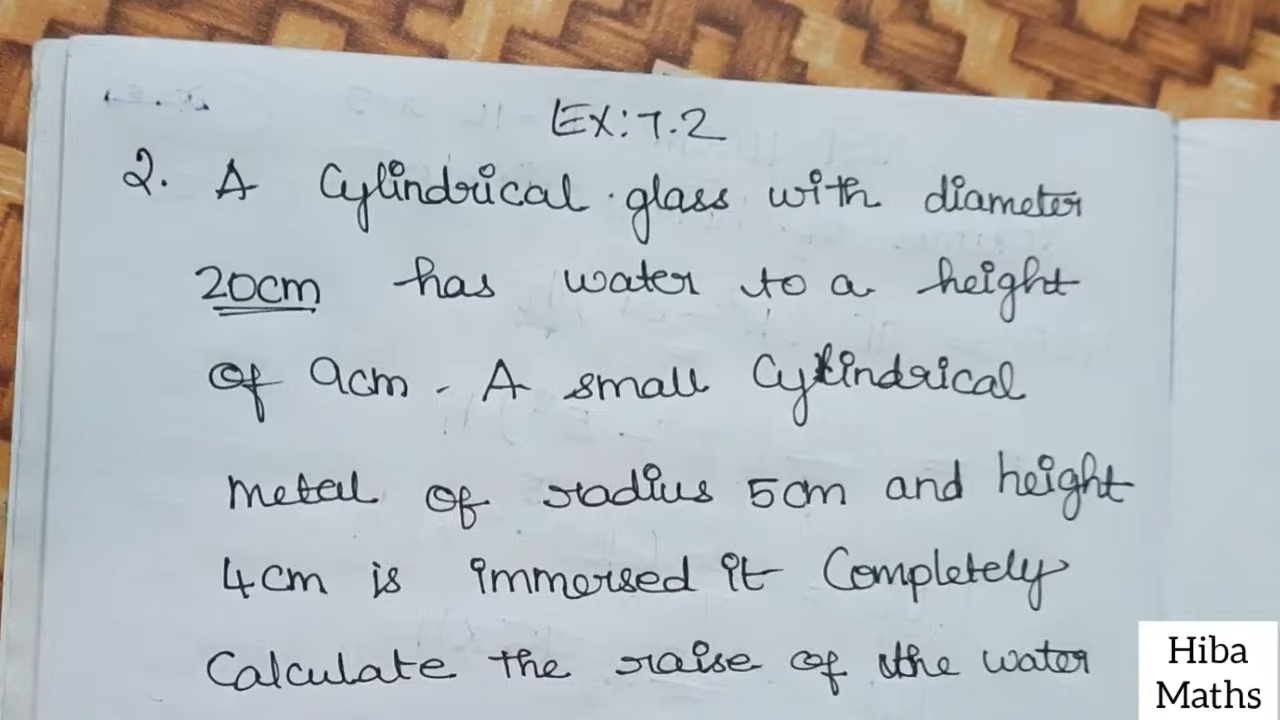 Ex: 7.2
2. A Cylindrical glass with diameter
20cm has water to a height
of 9cm. A small Cylindrical
metal of radius 5cm and height
4cm is immersed it Completely
Calculate the raise of the water
Hiba
Maths